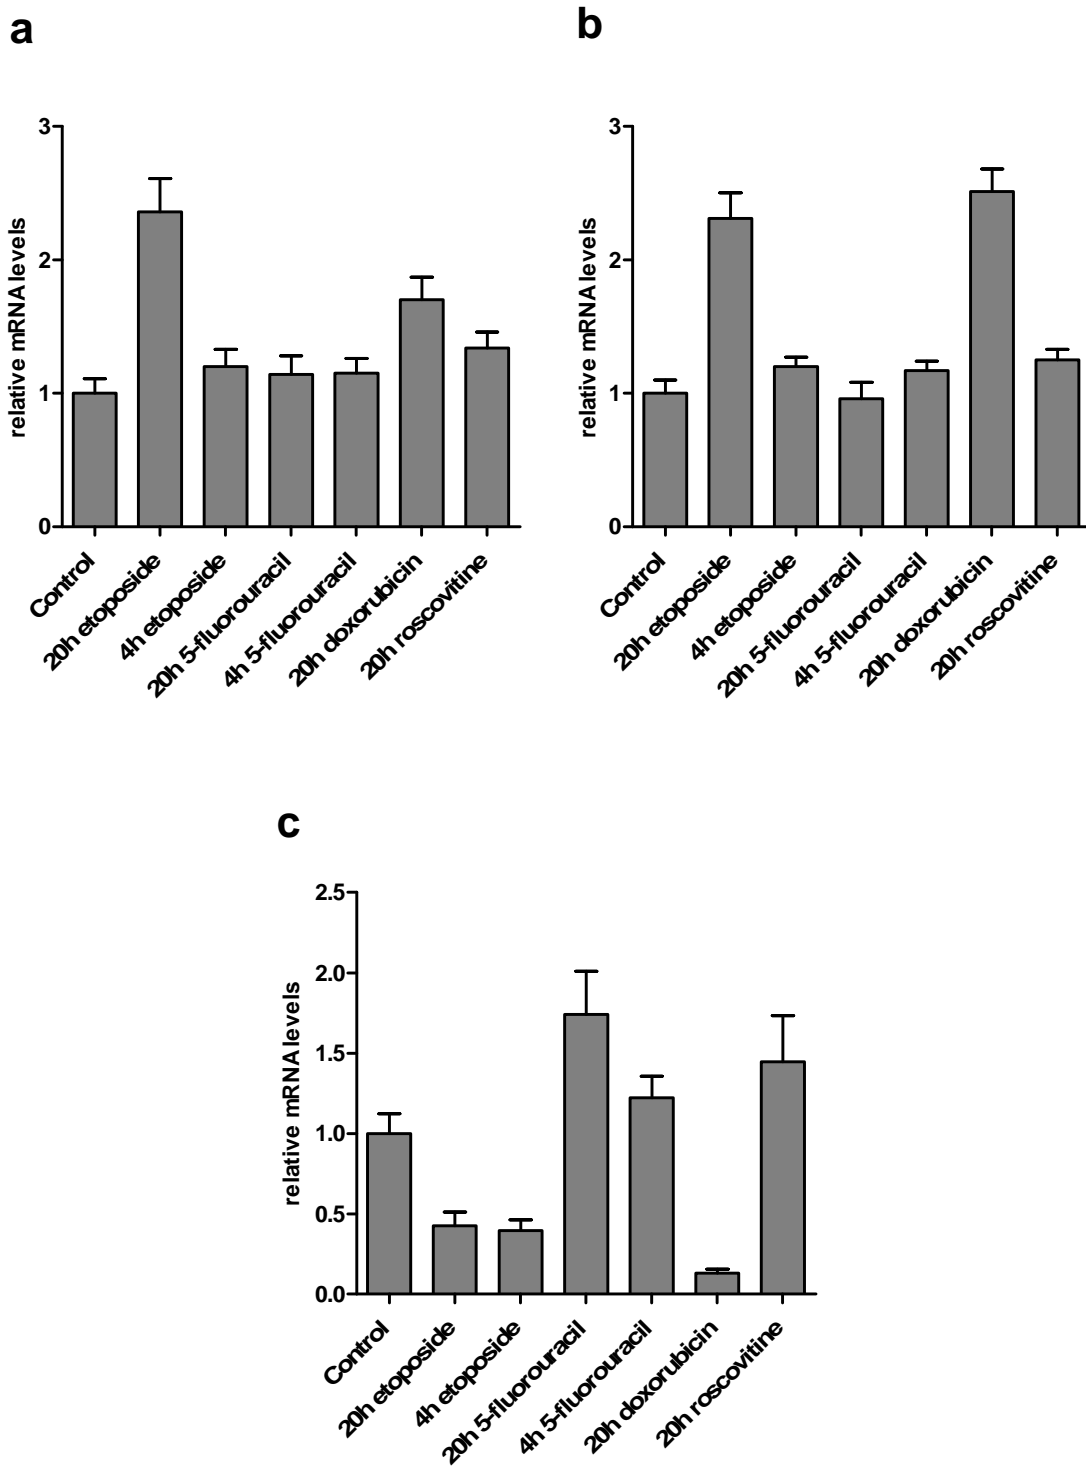 a
3
2
1
0
relative mRNA levels
Control
20h etoposide
4h etoposide
20h 5-fluorouracil
4h 5-fluorouracil
20h doxorubicin
20h roscovitine
b
3
2
1
0
relative mRNA levels
Control
20h etoposide
4h etoposide
20h 5-fluorouracil
4h 5-fluorouracil
20h doxorubicin
20h roscovitine
c
2.5
2.0
1.5
1.0
0.5
0.0
relative mRNA levels
Control
20h etoposide
4h etoposide
20h 5-fluorouracil
4h 5-fluorouracil
20h doxorubicin
20h roscovitine